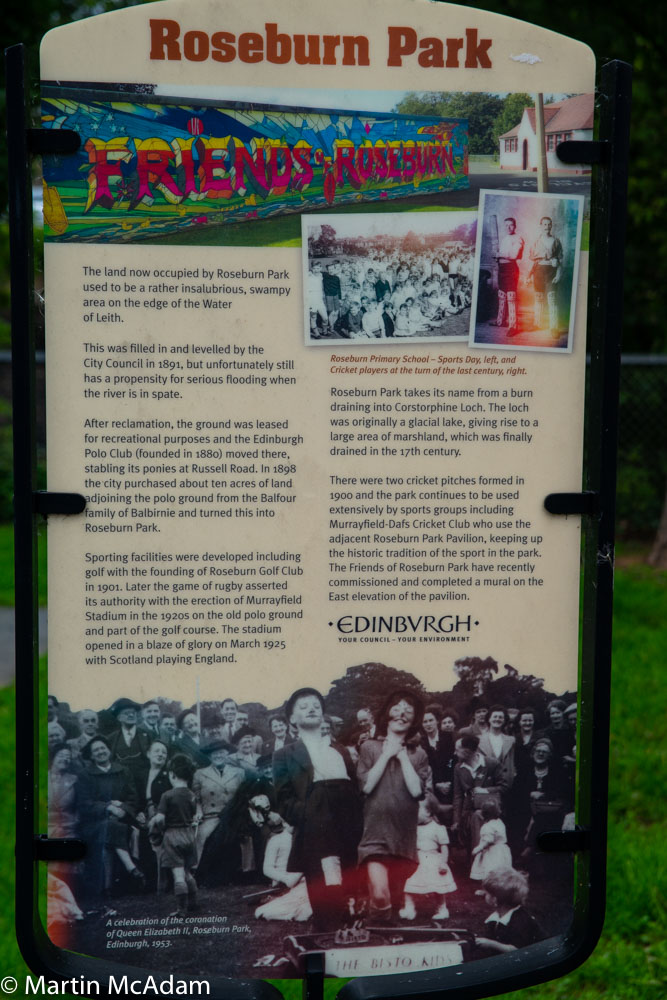 Roseburn Park
FRIENDS of ROSEBURN
The land now occupied by Roseburn Park
used to be a rather insalubrious, swampy
area on the edge of the Water
of Leith.
This was filled in and levelled by the
City Council in 1891, but unfortunately still
has a propensity for serious flooding when
the river is in spate.
After reclamation, the ground was leased
for recreational purposes and the Edinburgh
Polo Club (founded in 1880) moved there,
stabling its ponies at Russell Road. In 1898
the city purchased about ten acres of land
adjoining the polo ground from the Balfour
family of Balbirnie and turned this into
Roseburn Park.
Sporting facilities were developed including
golf with the founding of Roseburn Golf Club
in 1901. Later the game of rugby asserted
its authority with the erection of Murrayfield
Stadium in the 1920s on the old polo ground
and part of the golf course. The stadium
opened in a blaze of glory on March 1925
with Scotland playing England.
Roseburn Primary School – Sports Day, left, and
Cricket players at the turn of the last century, right.
Roseburn Park takes its name from a burn
draining into Corstorphine Loch. The loch
was originally a glacial lake, giving rise to a
large area of marshland, which was finally
drained in the 17th century.
There were two cricket pitches formed in
1900 and the park continues to be used
extensively by sports groups including
Murrayfield-Dafs Cricket Club who use the
adjacent Roseburn Park Pavilion, keeping up
the historic tradition of the sport in the park.
The Friends of Roseburn Park have recently
commissioned and completed a mural on the
East elevation of the pavilion.
·EDINBVRGH·
YOUR COUNCIL – YOUR ENVIRONMENT
A celebration of the coronation
of Queen Elizabeth II, Roseburn Park,
Edinburgh, 1953.
THE BISTO KIDS
© Martin McAdam